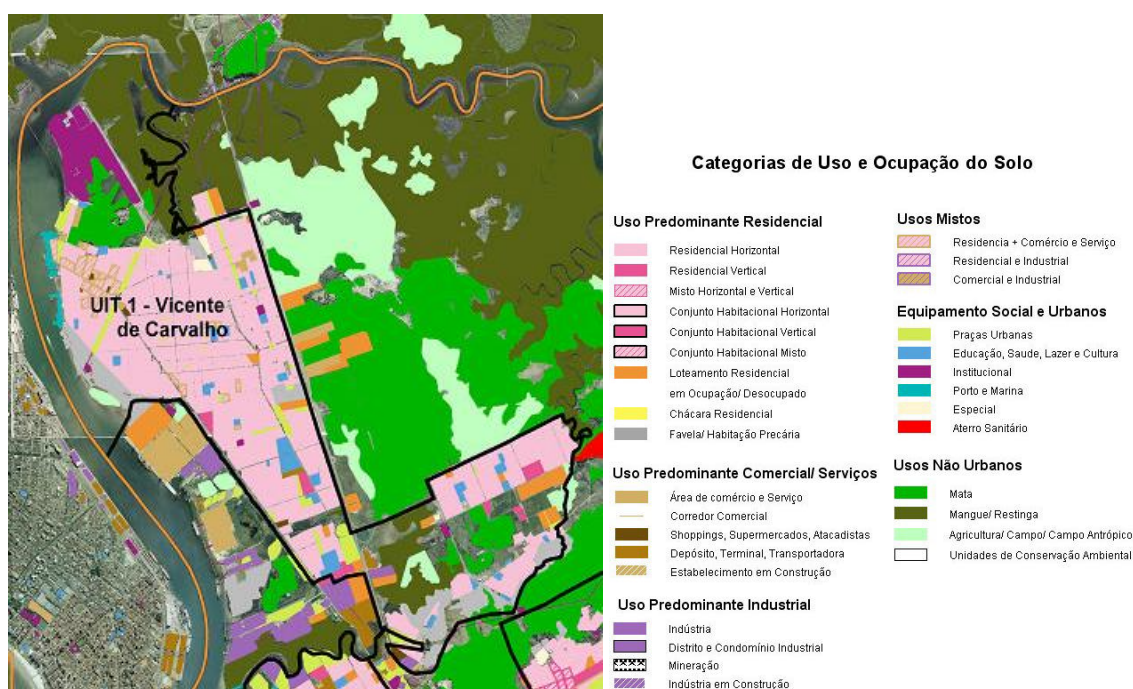 UIT.1 - Vicente
de Carvalho
Categorias de Uso e Ocupação do Solo
Uso Predominante Residencial
Residencial Horizontal
Residencial Vertical
Misto Horizontal e Vertical
Conjunto Habitacional Horizontal
Conjunto Habitacional Vertical
Conjunto Habitacional Misto
Loteamento Residencial
em Ocupação/ Desocupado
Chácara Residencial
Favela/ Habitação Precária
Uso Predominante Comercial/ Serviços
Área de comércio e Serviço
Corredor Comercial
Shoppings, Supermercados, Atacadistas
Depósito, Terminal, Transportadora
Estabelecimento em Construção
Uso Predominante Industrial
Indústria
Distrito e Condomínio Industrial
Mineração
Indústria em Construção
Usos Mistos
Residencia + Comércio e Serviço
Residencial e Industrial
Comercial e Industrial
Equipamento Social e Urbanos
Praças Urbanas
Educação, Saude, Lazer e Cultura
Institucional
Porto e Marina
Especial
Aterro Sanitário
Usos Não Urbanos
Mata
Mangue/ Restinga
Agricultura/ Campo/ Campo Antrópico
Unidades de Conservação Ambiental